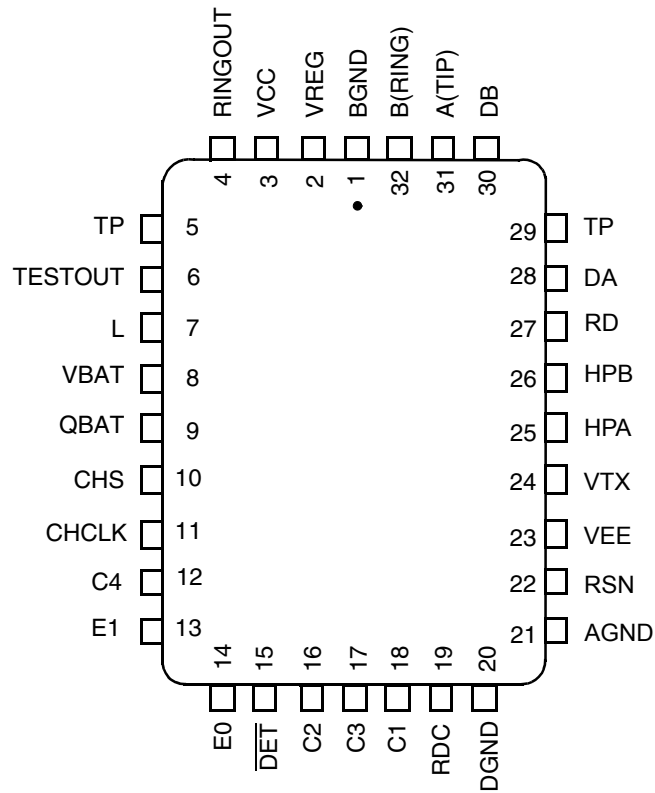 RINGOUT
VCC
VREG
BGND
B(RING)
A(TIP)
DB
4
3
2
1
32
31
30
TP
5
29
TP
TESTOUT
6
28
DA
L
7
27
RD
VBAT
8
26
HPB
QBAT
9
25
HPA
CHS
10
24
VTX
CHCLK
11
23
VEE
C4
12
22
RSN
E1
13
21
AGND
14
15
16
17
18
19
20
E0
DET
C2
C3
C1
RDC
DGND